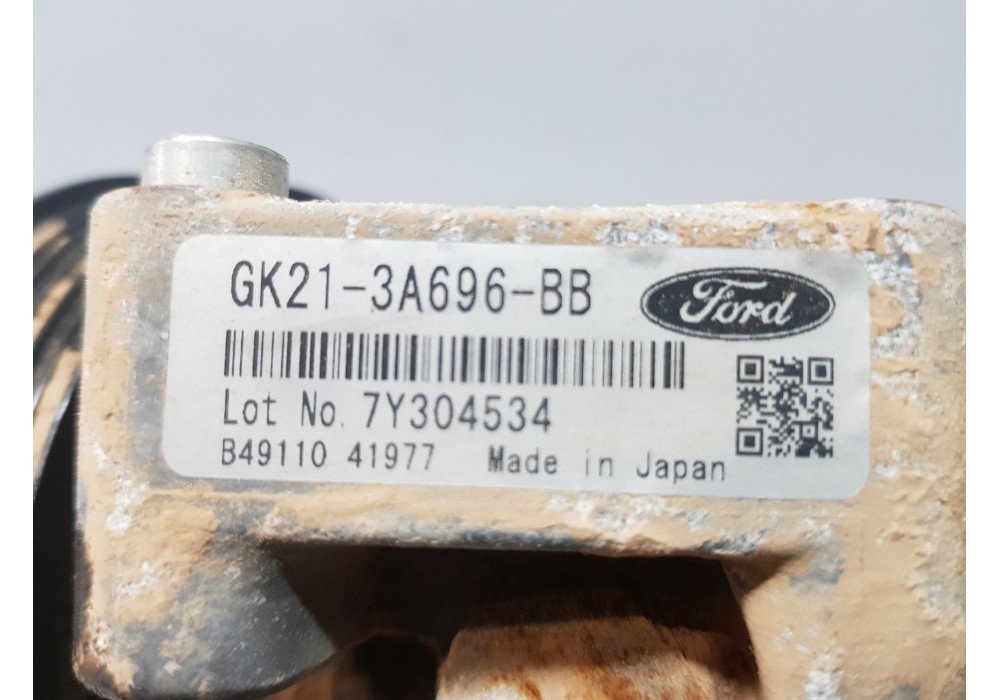 GK21-3A696-BB
Ford
Lot No. 7Y304534
B49110 41977 Made in Japan